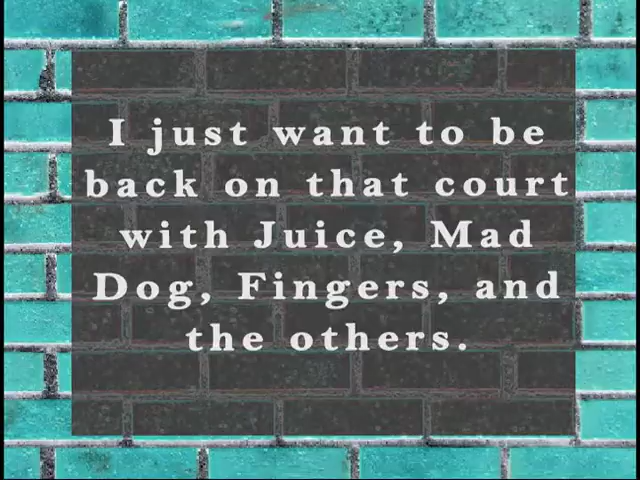 I just want to be
back on that court
with Juice, Mad
Dog, Fingers, and
the others.